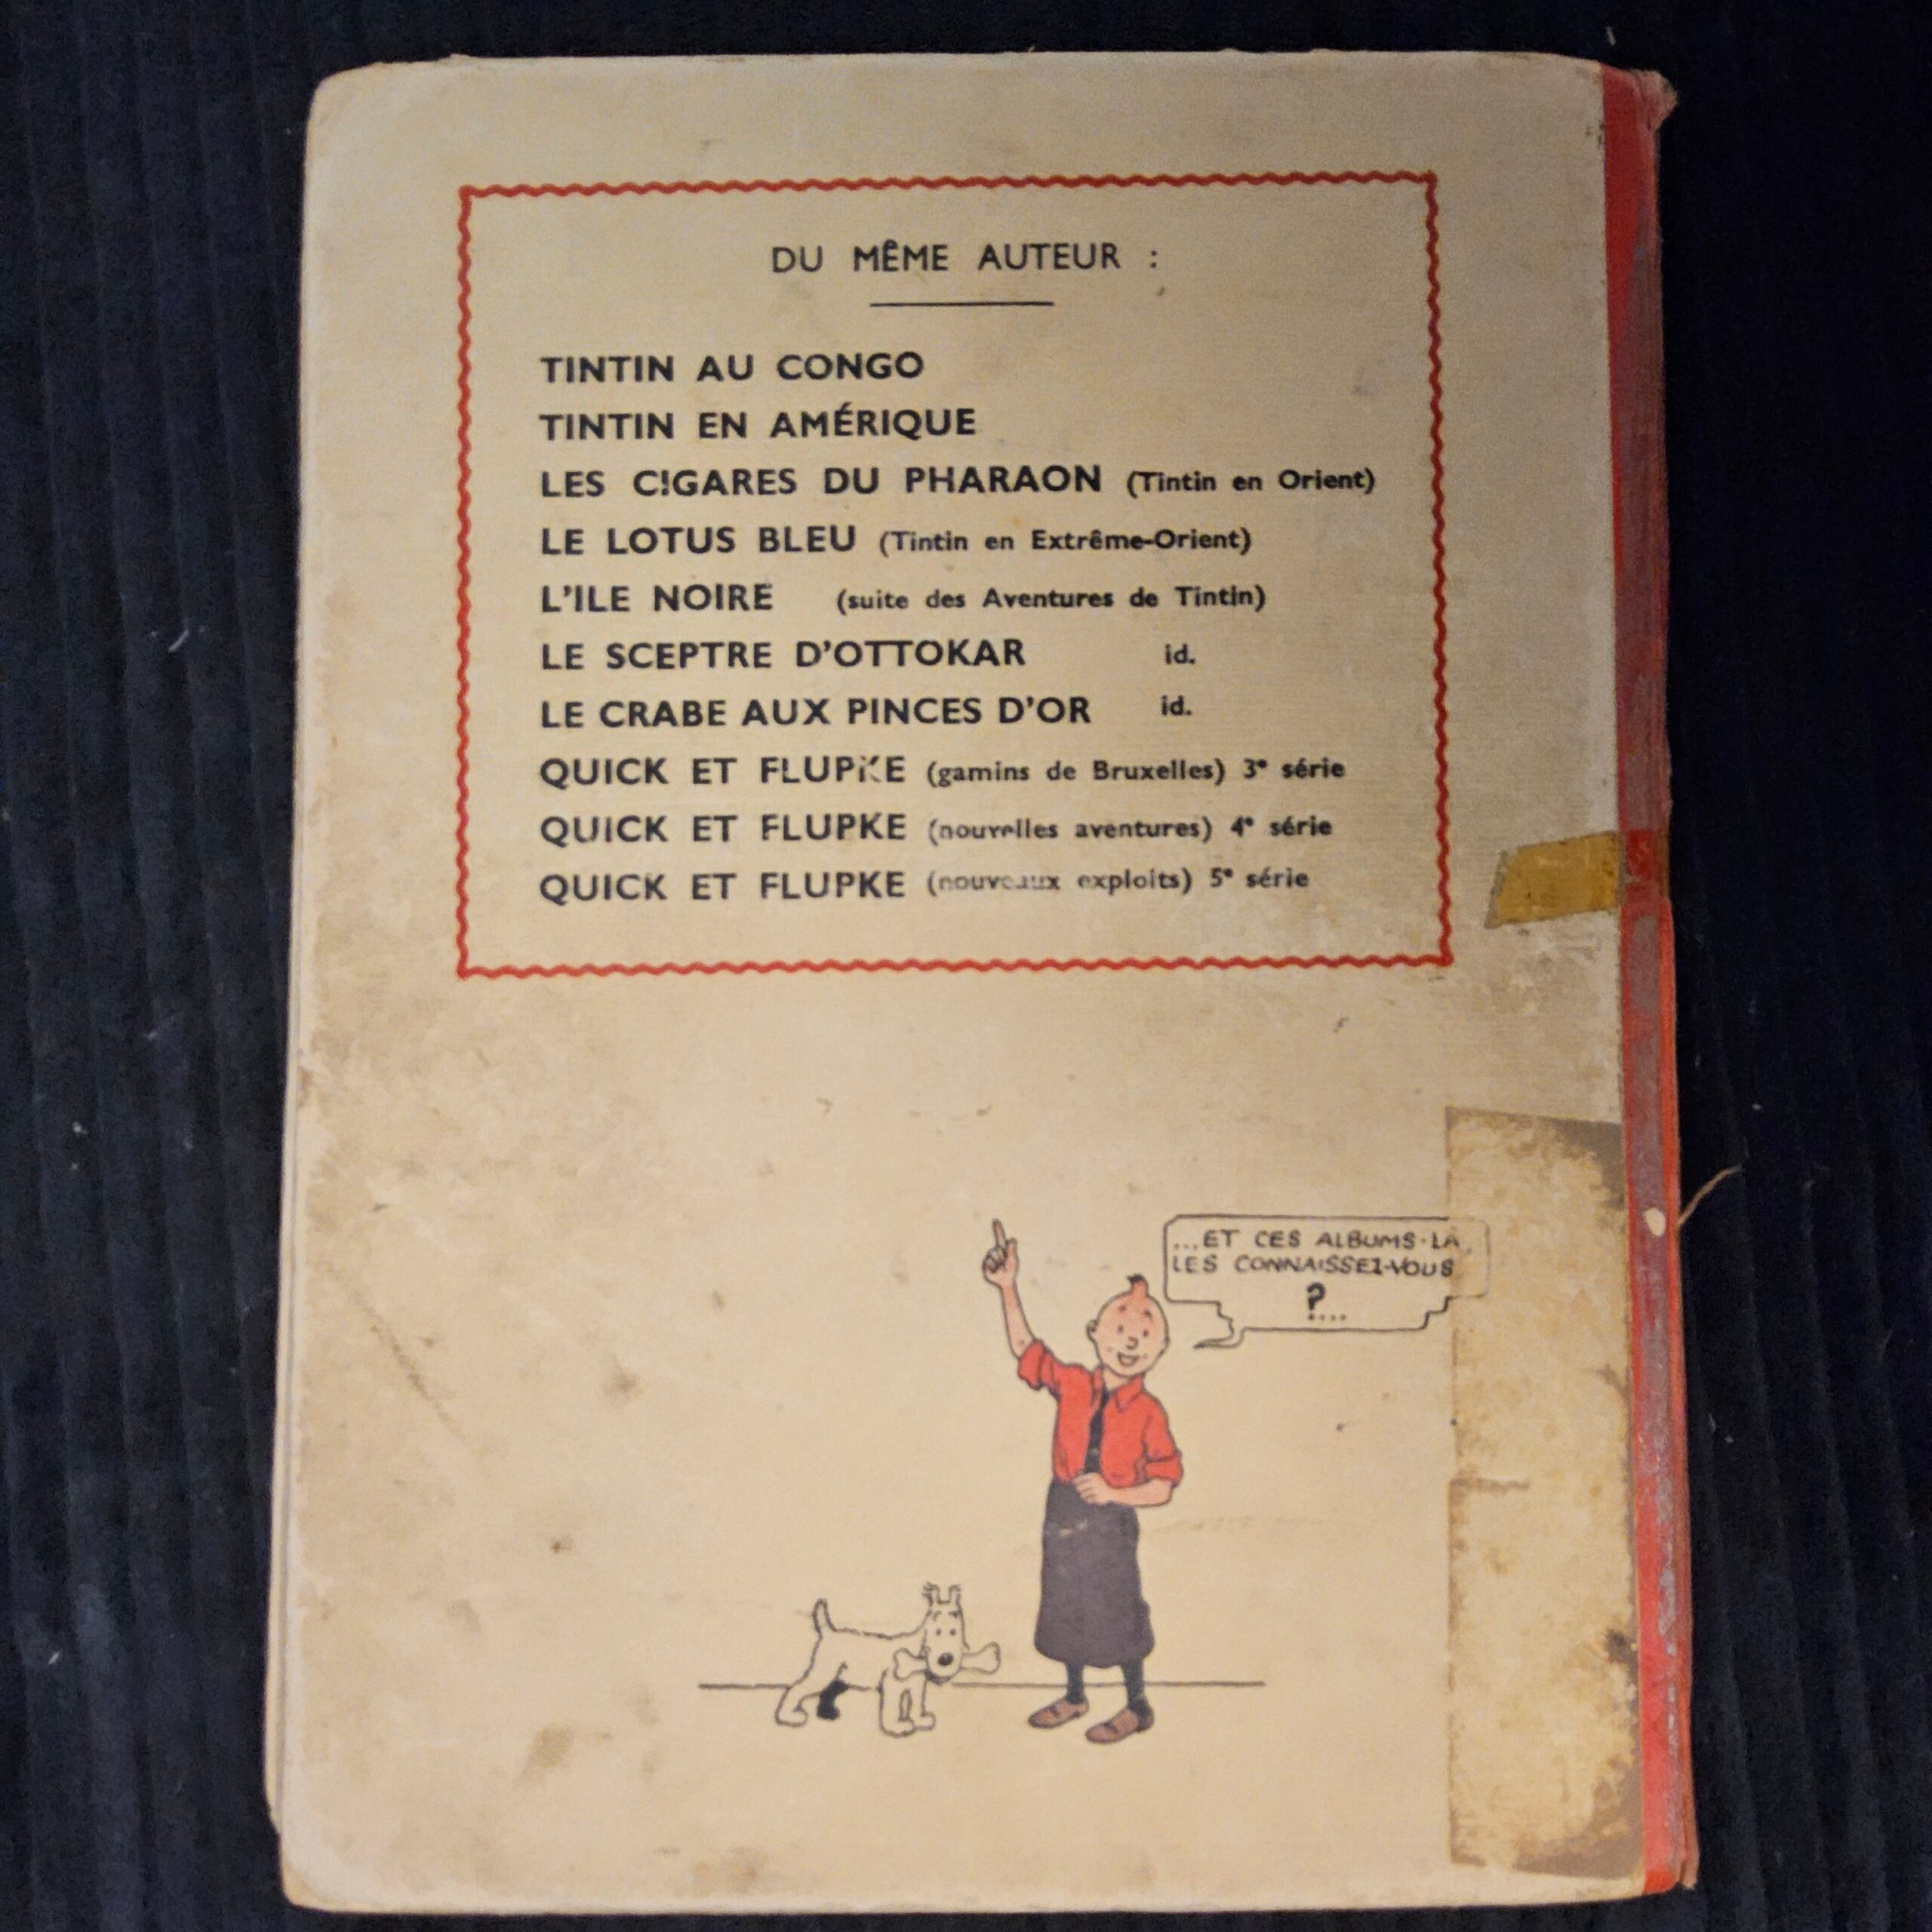 DU MÊME AUTEUR :
TINTIN AU CONGO
TINTIN EN AMÉRIQUE
LES CIGARES DU PHARAON (Tintin en Orient)
LE LOTUS BLEU (Tintin en Extrême-Orient)
L'ILE NOIRE (suite des Aventures de Tintin)
LE SCEPTRE D'OTTOKAR id.
LE CRABE AUX PINCES D'OR id.
QUICK ET FLUPKE (gamins de Bruxelles) 3e série
QUICK ET FLUPKE (nouvelles aventures) 4e série
QUICK ET FLUPKE (nouveaux exploits) 5e série
...ET CES ALBUMS-LÀ,
LES CONNAISSEZ-VOUS
?...